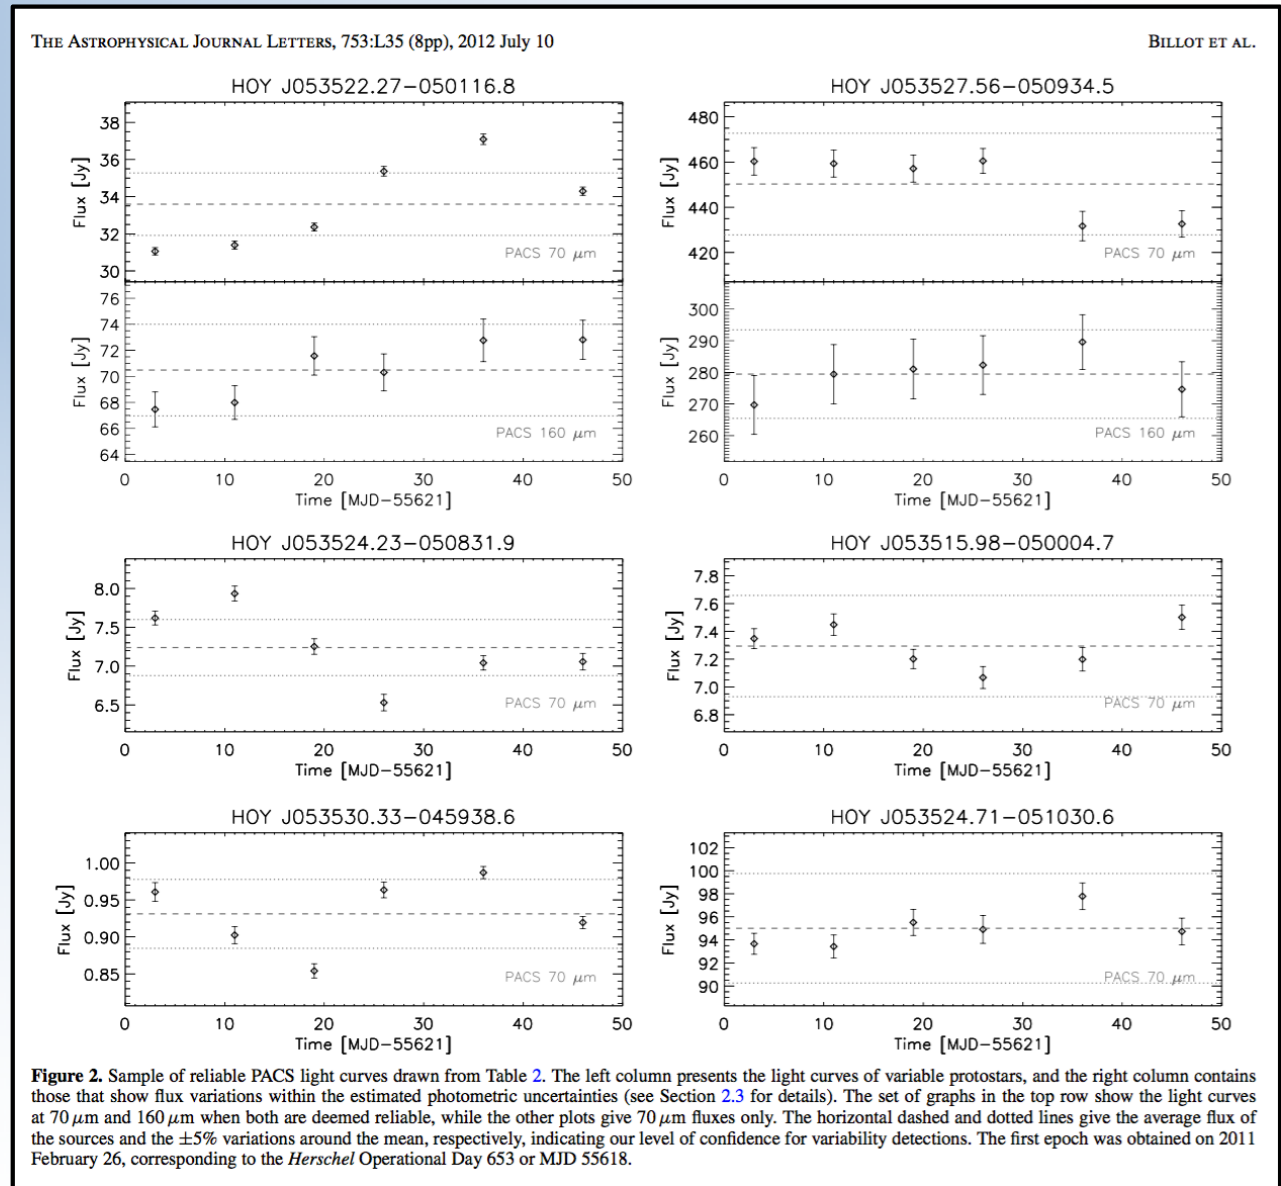 THE ASTROPHYSICAL JOURNAL LETTERS, 753:L35 (8pp), 2012 July 10
BILLOT ET AL.
HOY J053522.27−050116.8
38
36
34
32
30
Flux [Jy]
PACS 70 μm
76
74
72
70
68
66
64
Flux [Jy]
PACS 160 μm
0 10 20 30 40 50
Time [MJD−55621]
HOY J053527.56−050934.5
480
460
440
420
Flux [Jy]
PACS 70 μm
300
290
280
270
260
Flux [Jy]
PACS 160 μm
0 10 20 30 40 50
Time [MJD−55621]
HOY J053524.23−050831.9
8.0
7.5
7.0
6.5
Flux [Jy]
PACS 70 μm
0 10 20 30 40 50
Time [MJD−55621]
HOY J053515.98−050004.7
7.8
7.6
7.4
7.2
7.0
6.8
Flux [Jy]
PACS 70 μm
0 10 20 30 40 50
Time [MJD−55621]
HOY J053530.33−045938.6
1.00
0.95
0.90
0.85
Flux [Jy]
PACS 70 μm
0 10 20 30 40 50
Time [MJD−55621]
HOY J053524.71−051030.6
102
100
98
96
94
92
90
Flux [Jy]
PACS 70 μm
0 10 20 30 40 50
Time [MJD−55621]
Figure 2. Sample of reliable PACS light curves drawn from Table 2. The left column presents the light curves of variable protostars, and the right column contains
those that show flux variations within the estimated photometric uncertainties (see Section 2.3 for details). The set of graphs in the top row show the light curves
at 70 μm and 160 μm when both are deemed reliable, while the other plots give 70 μm fluxes only. The horizontal dashed and dotted lines give the average flux of
the sources and the ±5% variations around the mean, respectively, indicating our level of confidence for variability detections. The first epoch was obtained on 2011
February 26, corresponding to the Herschel Operational Day 653 or MJD 55618.